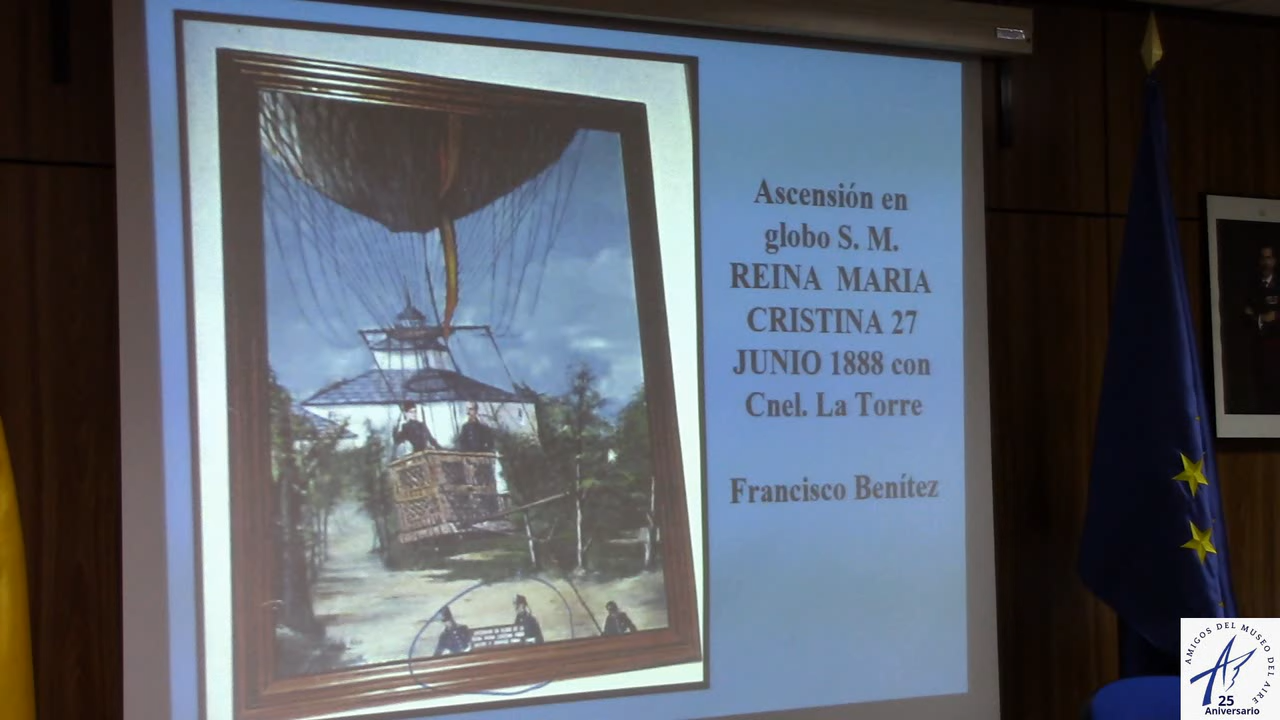 Ascensión en
globo S. M.
REINA MARIA
CRISTINA 27
JUNIO 1888 con
Cnel. La Torre
Francisco Benítez
AMIGOS DEL MUSEO DEL AIRE
25
Aniversario